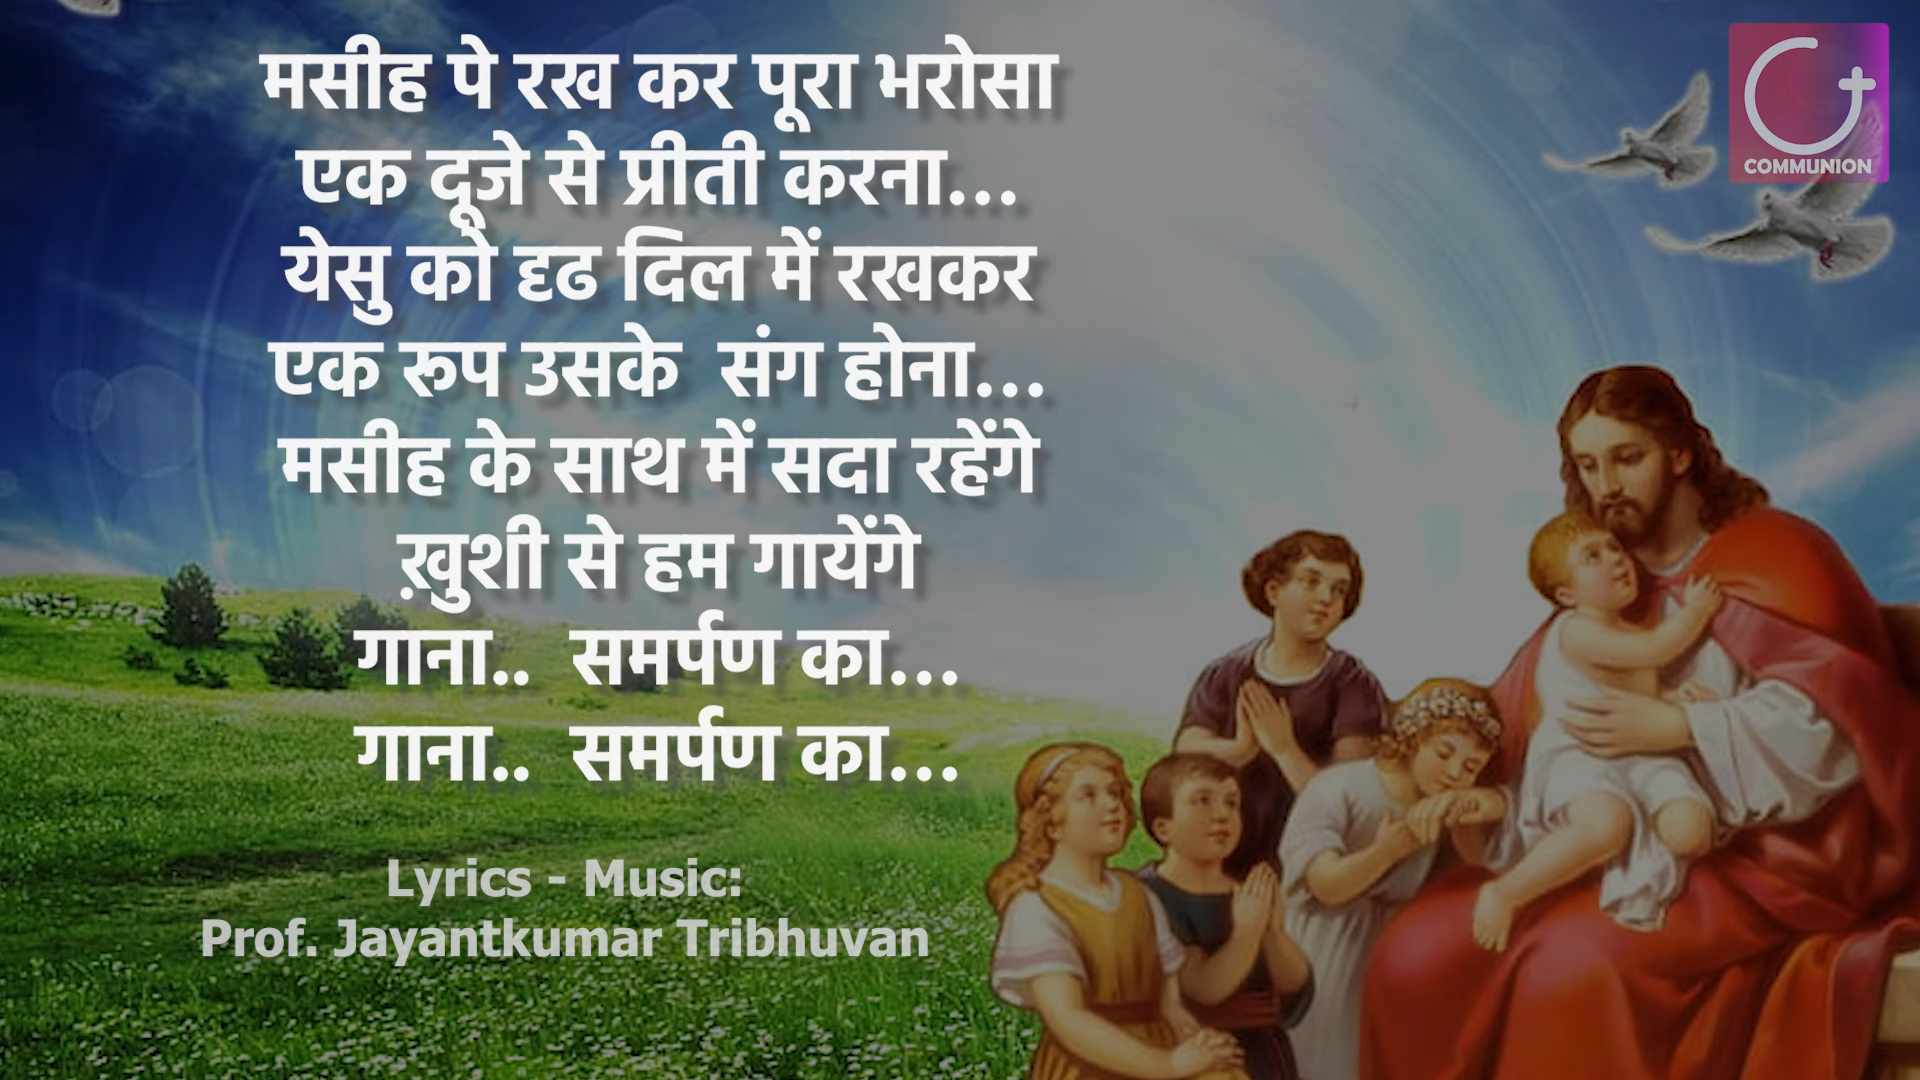 मसीह पे रख कर पूरा भरोसा
एक दूजे से प्रीती करना...
येसु को दृढ दिल में रखकर
एक रूप उसके संग होना...
मसीह के साथ में सदा रहेंगे
ख़ुशी से हम गायेंगे
गाना.. समर्पण का...
गाना.. समर्पण का...
Lyrics - Music:
Prof. Jayantkumar Tribhuvan
COMMUNION